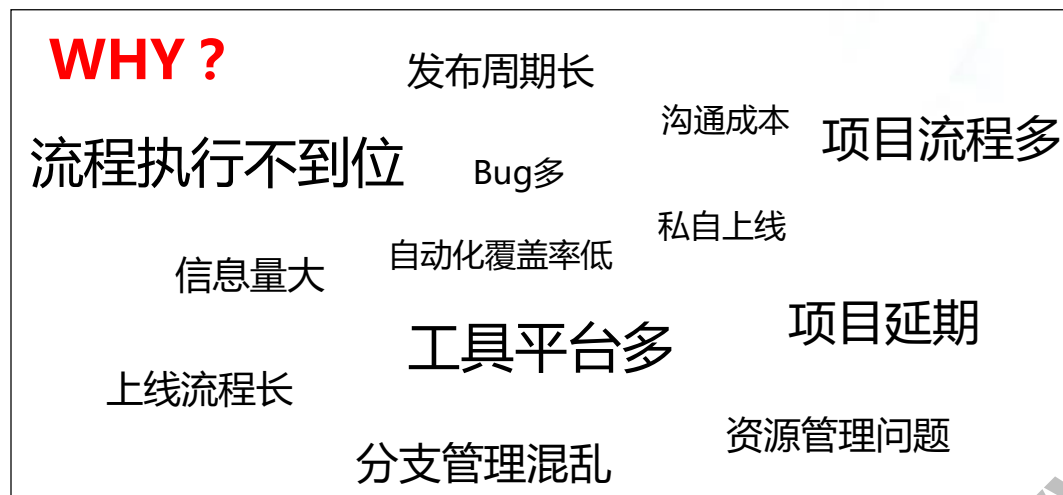 WHY？
发布周期长
沟通成本
项目流程多
流程执行不到位
Bug多
私自上线
自动化覆盖率低
信息量大
项目延期
工具平台多
上线流程长
资源管理问题
分支管理混乱